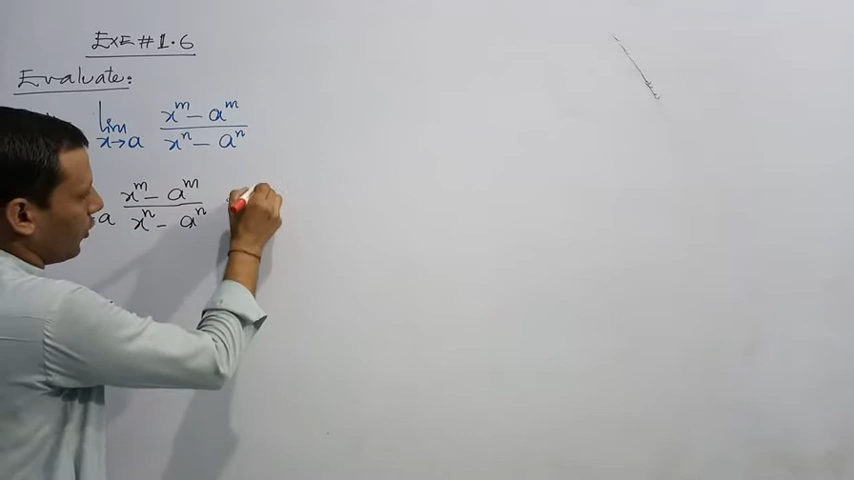 EXE # 1.6
Evaluate:
lim x→a (x^m - a^m)/(x^n - a^n)
a (x^m - a^m)/(x^n - a^n)